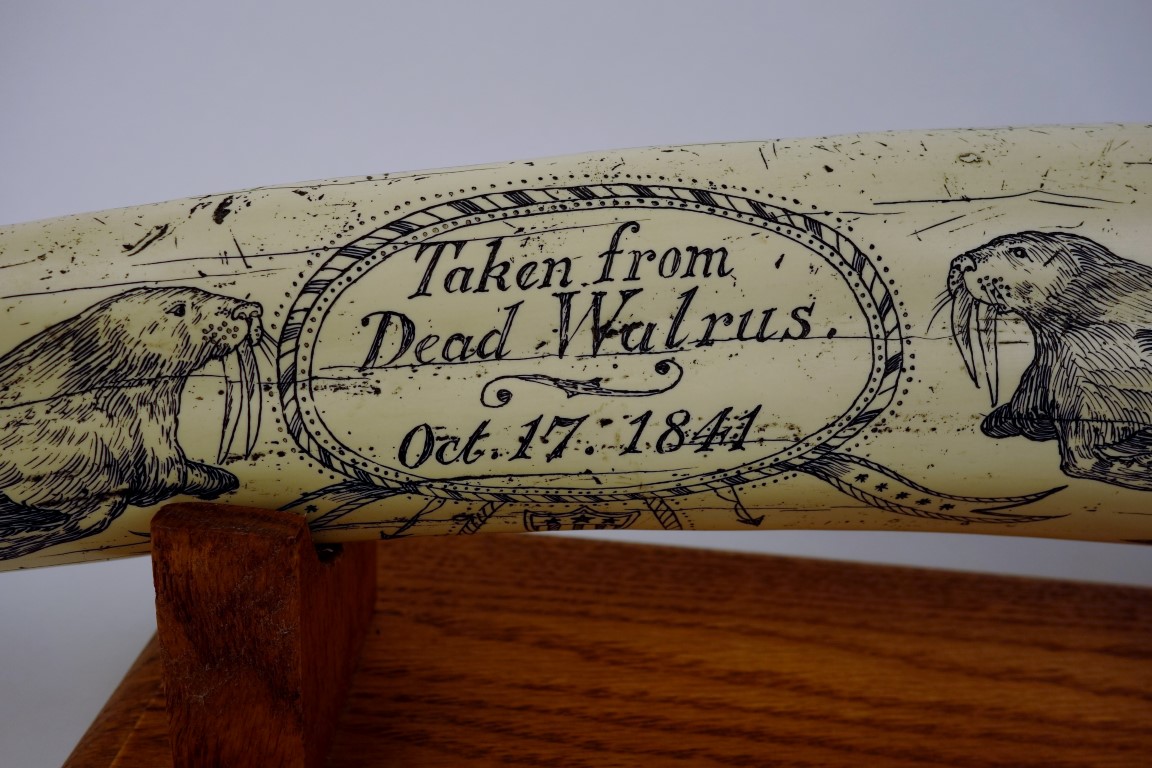 Taken from
Dead Walrus.
Oct. 17. 1841